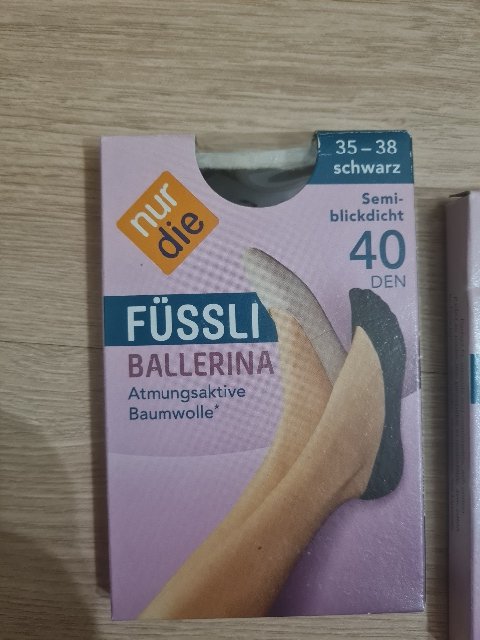 35–38
schwarz
nur
die
Semi-
blickdicht
40
DEN
FÜSSLI
BALLERINA
Atmungsaktive
Baumwolle*